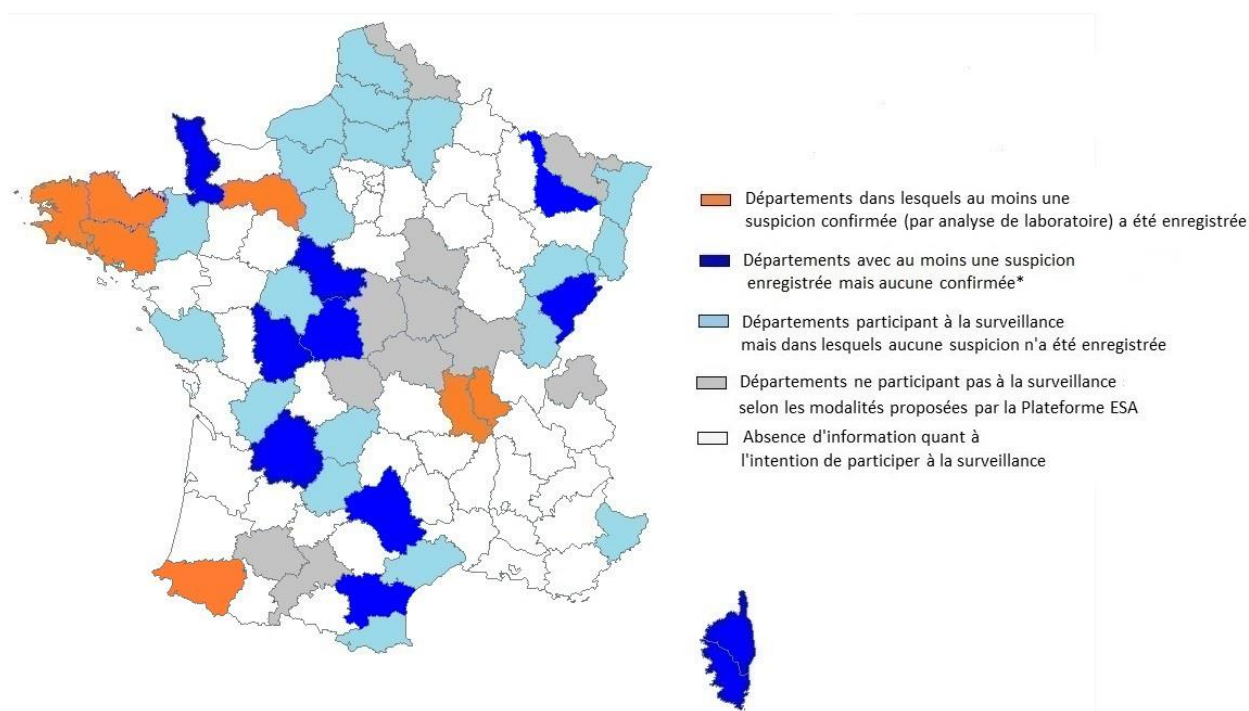 Départements dans lesquels au moins une
suspicion confirmée (par analyse de laboratoire) a été enregistrée
Départements avec au moins une suspicion
enregistrée mais aucune confirmée*
Départements participant à la surveillance
mais dans lesquels aucune suspicion n'a été enregistrée
Départements ne participant pas à la surveillance
selon les modalités proposées par la Plateforme ESA
Absence d'information quant à
l'intention de participer à la surveillance